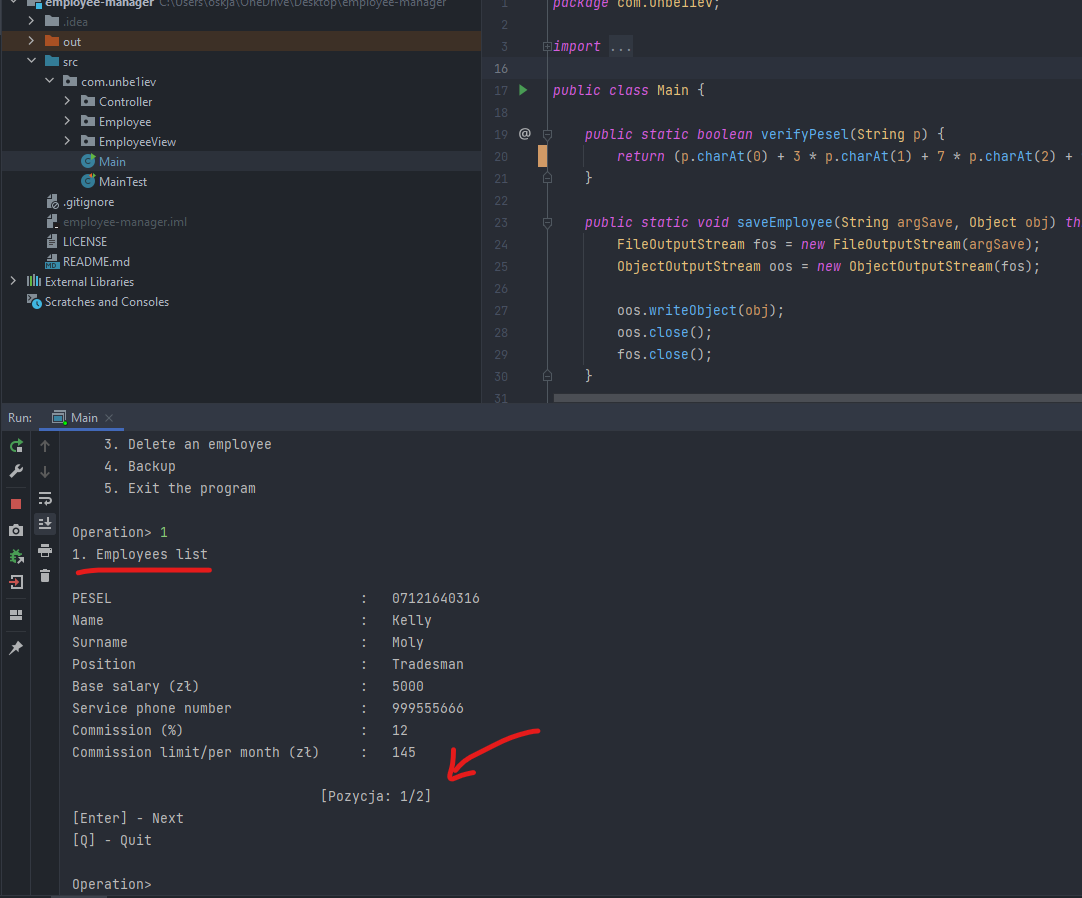 employee-manager C:\Users\oskja\OneDrive\Desktop\employee-manager
.idea
out
src
com.unbe1iev
Controller
Employee
EmployeeView
Main
MainTest
.gitignore
employee-manager.iml
LICENSE
README.md
External Libraries
Scratches and Consoles
1 package com.unbe1iev;
2
3 import ...
16
17 public class Main {
18
19 @ public static boolean verifyPesel(String p) {
20 return (p.charAt(0) + 3 * p.charAt(1) + 7 * p.charAt(2) +
21 }
22
23 public static void saveEmployee(String argSave, Object obj) th
24 FileOutputStream fos = new FileOutputStream(argSave);
25 ObjectOutputStream oos = new ObjectOutputStream(fos);
26
27 oos.writeObject(obj);
28 oos.close();
29 fos.close();
30 }
31
Run: Main
3. Delete an employee
4. Backup
5. Exit the program
Operation> 1
1. Employees list
PESEL : 07121640316
Name : Kelly
Surname : Moly
Position : Tradesman
Base salary (zł) : 5000
Service phone number : 999555666
Commission (%) : 12
Commission limit/per month (zł) : 145
[Pozycja: 1/2]
[Enter] - Next
[Q] - Quit
Operation>